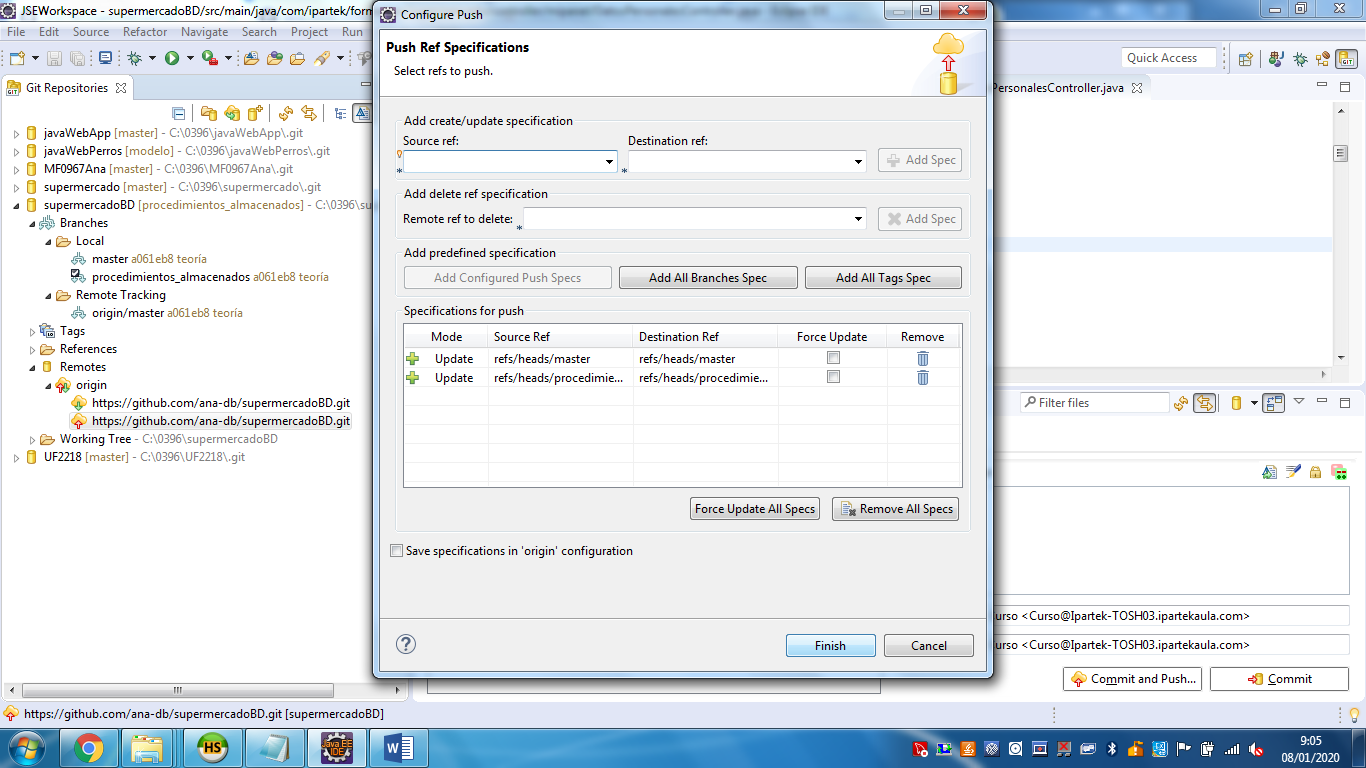 JSEWorkspace - supermercadoBD/src/main/java/com/ipartek/form
Configure Push
File Edit Source Refactor Navigate Search Project Run
Push Ref Specifications
Select refs to push.
Quick Access
Git Repositories
PersonalesController.java
javaWebApp [master] - C:\0396\javaWebApp\.git
javaWebPerros [modelo] - C:\0396\javaWebPerros\.git
MF0967Ana [master] - C:\0396\MF0967Ana\.git
supermercado [master] - C:\0396\supermercado\.git
supermercadoBD [procedimientos_almacenados] - C:\0396\su
Branches
Local
master a061eb8 teoría
procedimientos_almacenados a061eb8 teoría
Remote Tracking
origin/master a061eb8 teoría
Tags
References
Remotes
origin
https://github.com/ana-db/supermercadoBD.git
https://github.com/ana-db/supermercadoBD.git
Working Tree - C:\0396\supermercadoBD
UF2218 [master] - C:\0396\UF2218\.git
Add create/update specification
Source ref: Destination ref:
* * Add Spec
Add delete ref specification
Remote ref to delete: * Add Spec
Add predefined specification
Add Configured Push Specs Add All Branches Spec Add All Tags Spec
Specifications for push
Mode Source Ref Destination Ref Force Update Remove
Update refs/heads/master refs/heads/master
Update refs/heads/procedimie... refs/heads/procedimie...
Force Update All Specs Remove All Specs
Save specifications in 'origin' configuration
? Finish Cancel
Filter files
urso <Curso@Ipartek-TOSH03.ipartekaula.com>
urso <Curso@Ipartek-TOSH03.ipartekaula.com>
Commit and Push... Commit
https://github.com/ana-db/supermercadoBD.git [supermercadoBD]
HS
Java EE
IDE
W
9:05
08/01/2020